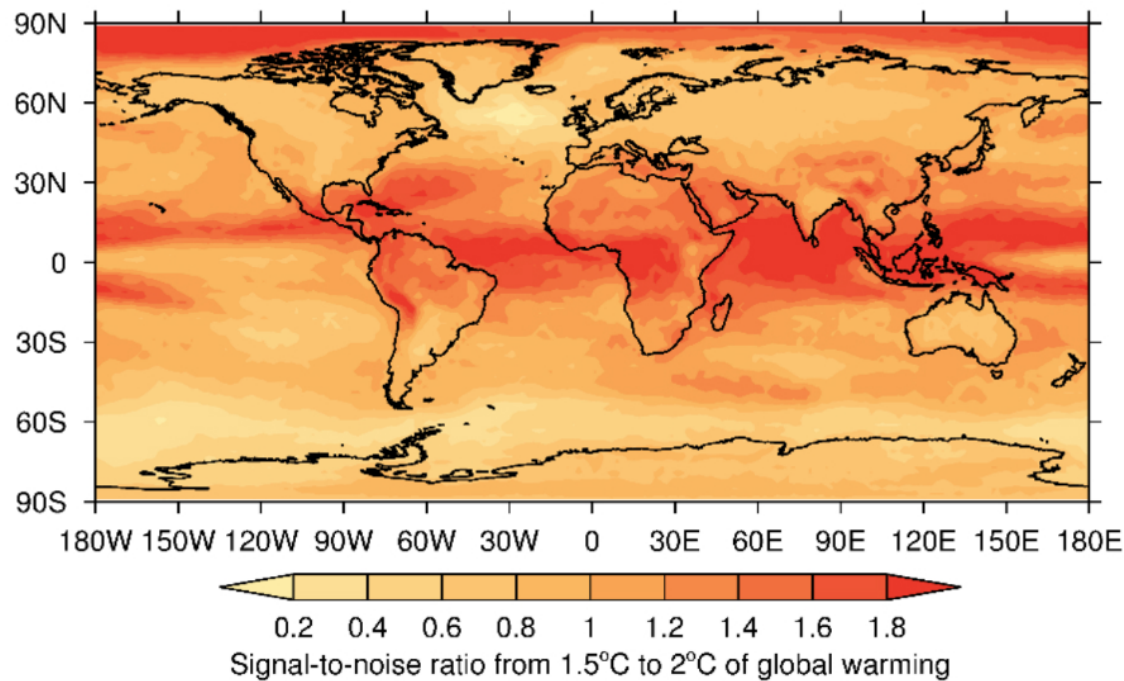 90N
60N
30N
0
30S
60S
90S
180W 150W 120W 90W 60W 30W 0 30E 60E 90E 120E 150E 180E
0.2 0.4 0.6 0.8 1 1.2 1.4 1.6 1.8
Signal-to-noise ratio from 1.5°C to 2°C of global warming